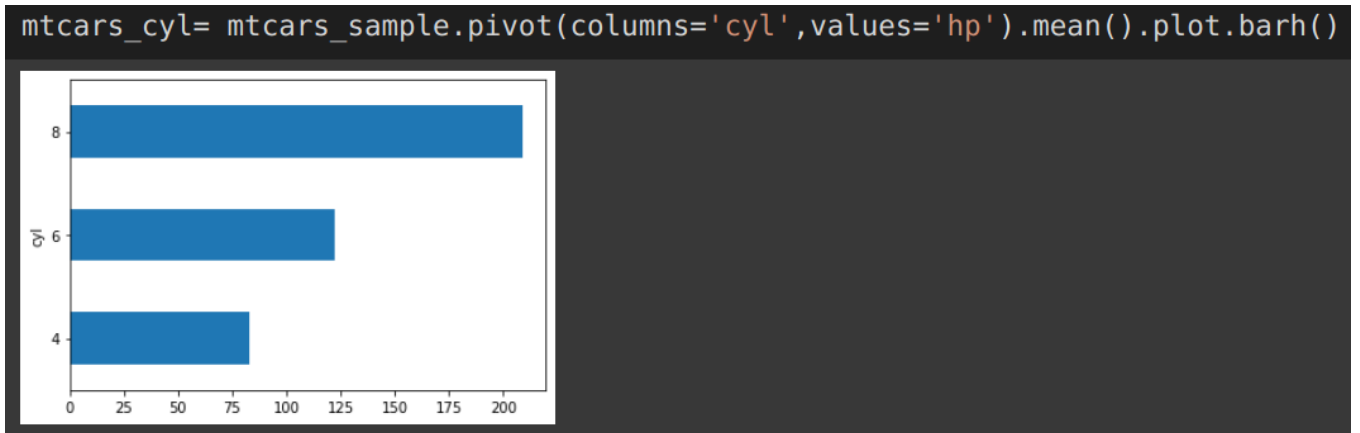 mtcars_cyl= mtcars_sample.pivot(columns='cyl',values='hp').mean().plot.barh()
8
cyl
6
4
0 25 50 75 100 125 150 175 200